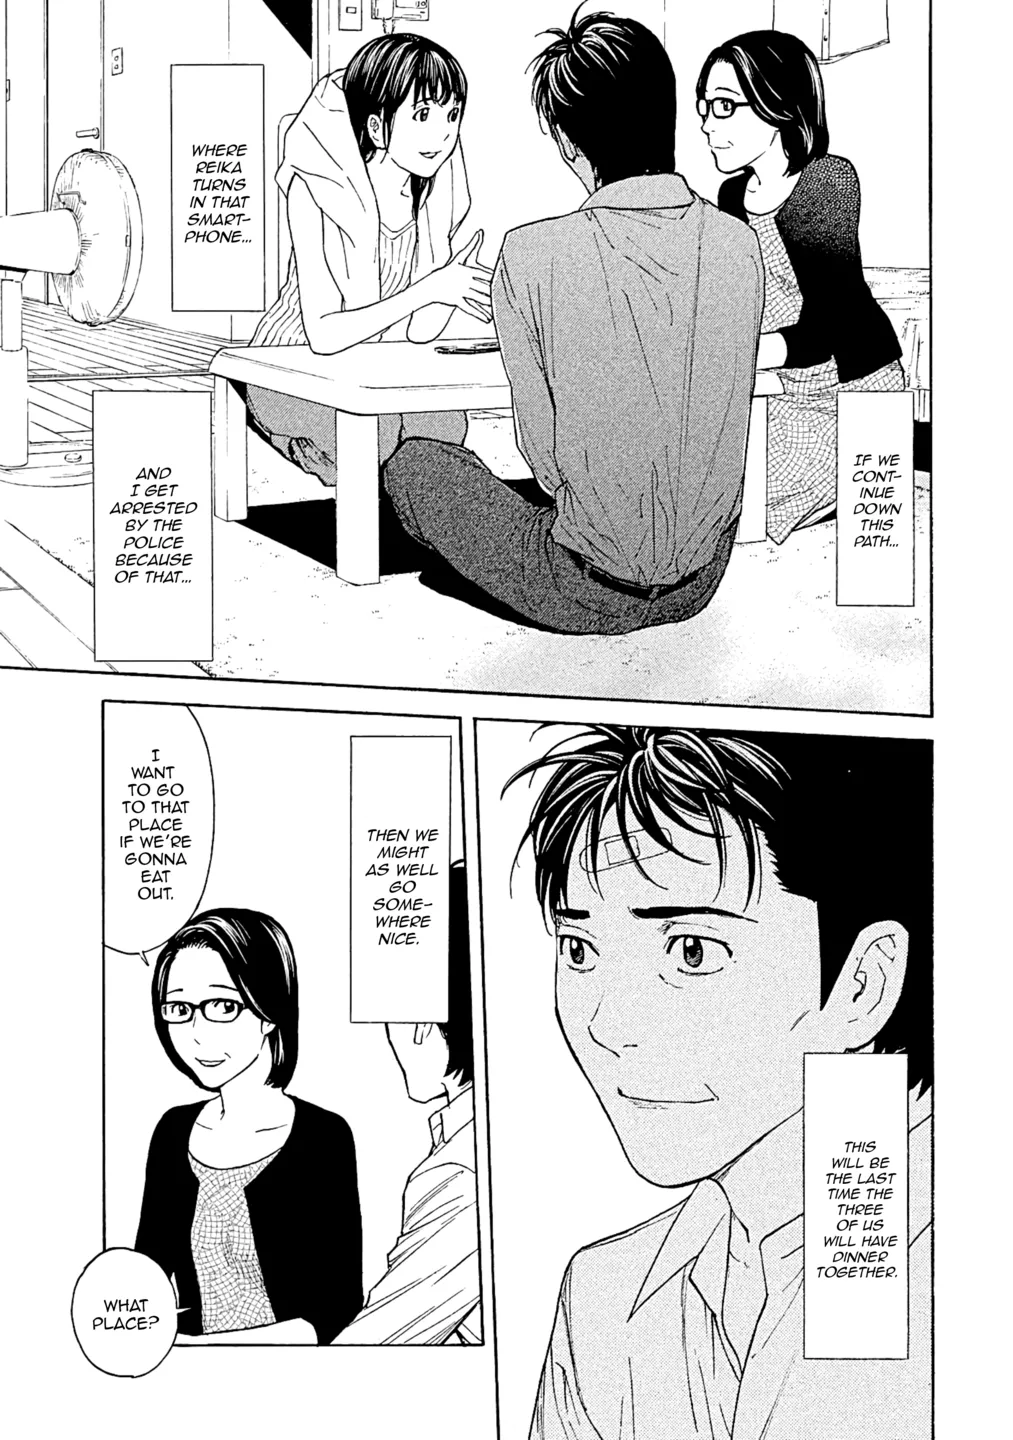 IF WE
CONT-
INUE
DOWN
THIS
PATH...
WHERE
REIKA
TURNS
IN THAT
SMART-
PHONE...
AND
I GET
ARRESTED
BY THE
POLICE
BECAUSE
OF THAT...
THIS
WILL BE
THE LAST
TIME THE
THREE
OF US
WILL HAVE
DINNER
TOGETHER.
THEN WE
MIGHT
AS WELL
GO
SOME-
WHERE
NICE.
I
WANT
TO GO
TO THAT
PLACE
IF WE'RE
GONNA
EAT
OUT.
WHAT
PLACE?